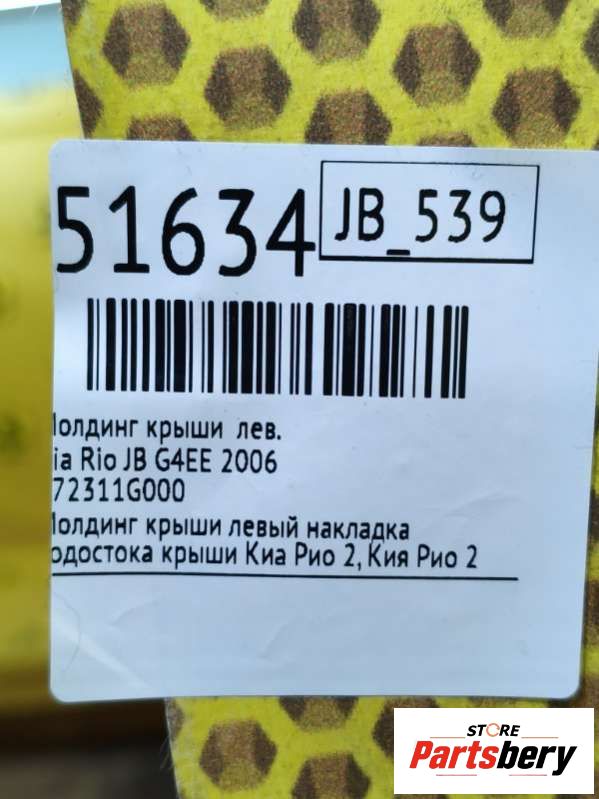 51634
JB_539
олдинг крыши лев.
ia Rio JB G4EE 2006
72311G000
олдинг крыши левый накладка
одостока крыши Киа Рио 2, Кия Рио 2
STORE
Partsbery